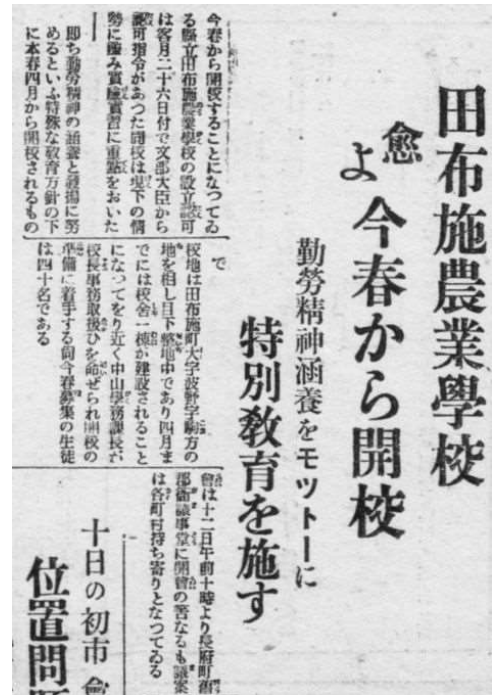 田布施農業學校
愈よ今春から開校
勤勞精神涵養をモットーに
特別教育を施す
今春から開校することになつてゐ
る縣立田布施農業學校の設立認可
は客月二十六日付で文部大臣から
認可指令があつた同校は現下の情
勢に鑑み實驗實習に重點をおいた
即ち勤勞精神の涵養と發揚に努
めるといふ特殊な教育方針の下
に本春四月から開校されるもの
で
校地は田布施町大字波野字駒方の
地を相し目下整地中であり四月ま
でには校舎一棟が建設されること
になつてをり近く中山學務課長が
校長事務取扱ひを命ぜられ開校の
準備に着手する尚今春募集の生徒
は四十名である
會は十二日午前十時より長府町舊
郡衙議事堂に開會の筈なるも議案
は各町村持ち寄りとなつてゐる
十日の初市會
位置問